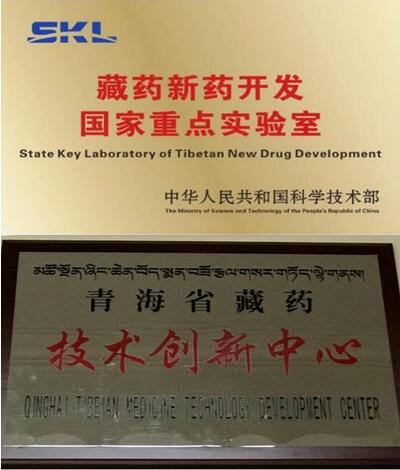 SKL
藏药新药开发
国家重点实验室
State Key Laboratory of Tibetan New Drug Development
中华人民共和国科学技术部
The Ministry of Science and Technology of the People's Republic of China
མཚོ་སྔོན་ཞིང་ཆེན་བོད་སྨན་
青海省藏药
技术创新中心
QINGHAI TIBETAN MEDICINE TECHNOLOGY DEVELOPMENT CENTER